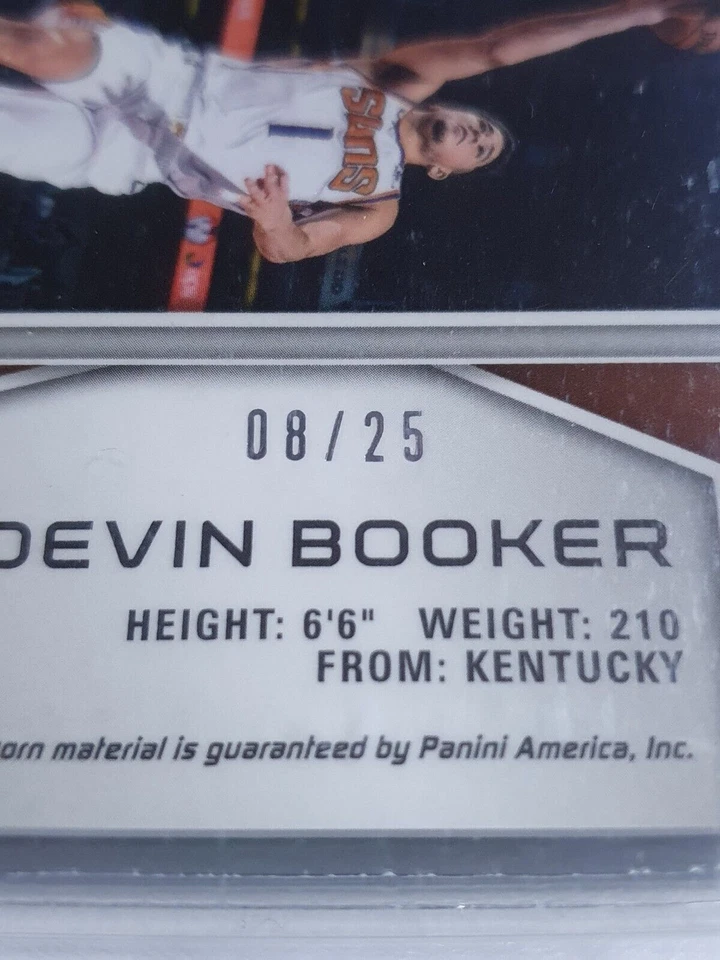 SUNS
1
08/25
DEVIN BOOKER
HEIGHT: 6'6" WEIGHT: 210
FROM: KENTUCKY
orn material is guaranteed by Panini America, Inc.